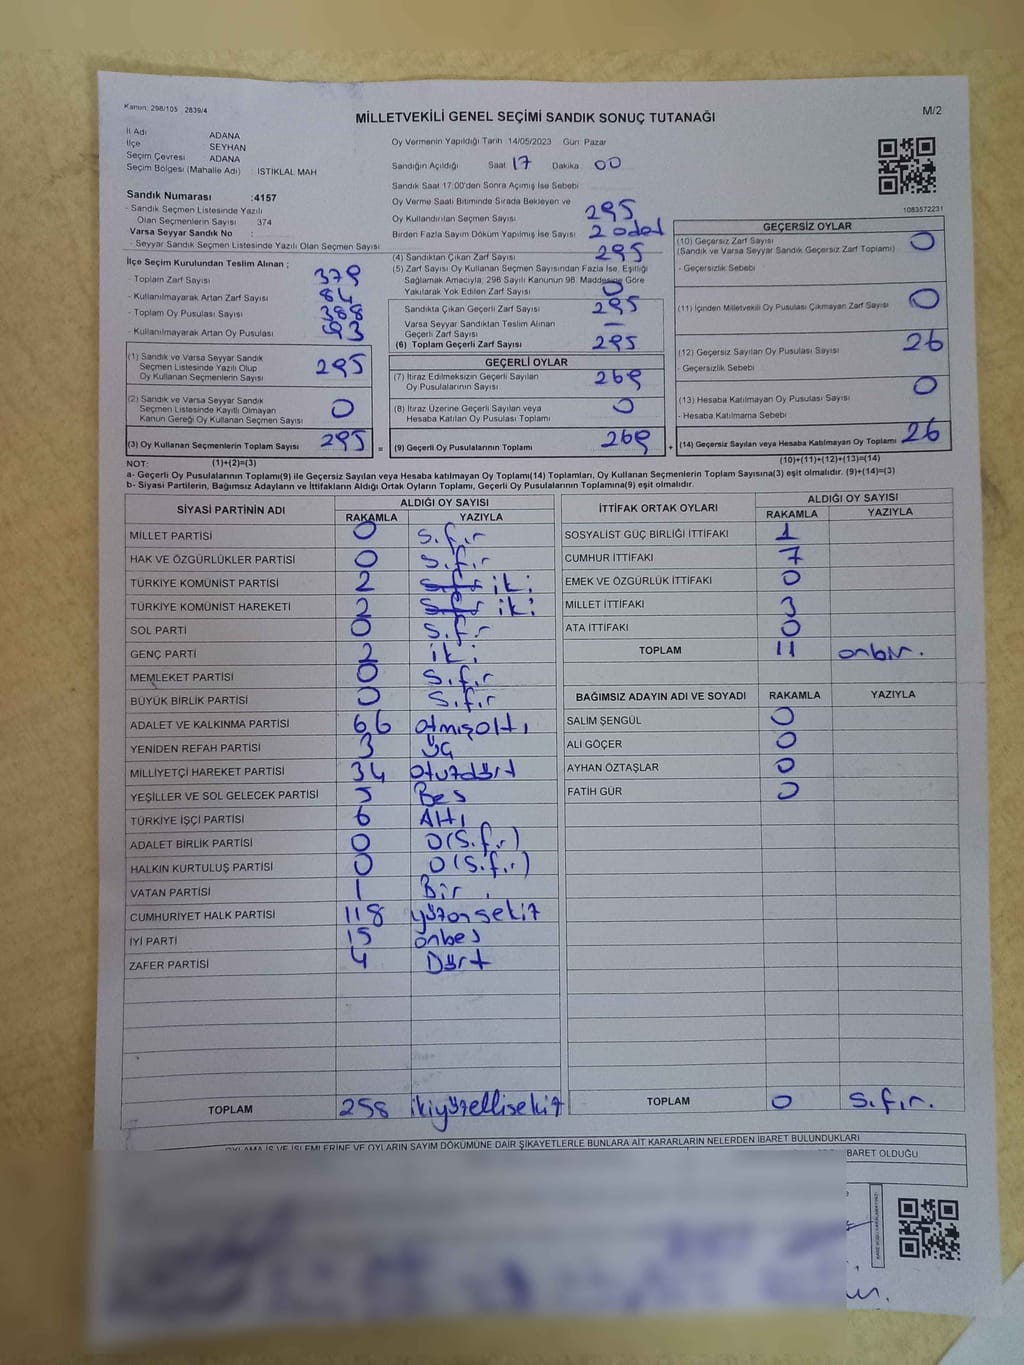 Kanun: 298/105 2839/4
MİLLETVEKİLİ GENEL SEÇİMİ SANDIK SONUÇ TUTANAĞI
M/2
İl Adı ADANA
İlçe SEYHAN
Seçim Çevresi ADANA
Seçim Bölgesi (Mahalle Adı) : İSTİKLAL MAH
Sandık Numarası :4157
- Sandık Seçmen Listesinde Yazılı
Olan Seçmenlerin Sayısı 374
Varsa Seyyar Sandık No :
- Seyyar Sandık Seçmen Listesinde Yazılı Olan Seçmen Sayısı
Oy Vermenin Yapıldığı Tarih 14/05/2023 Gün Pazar
Sandığın Açıldığı Saat 17 Dakika 00
Sandık Saat 17:00'den Sonra Açılmış İse Sebebi
Oy Verme Saati Bitiminde Sırada Bekleyen ve
Oy Kullandırılan Seçmen Sayısı 295
Birden Fazla Sayım Döküm Yapılmış İse Sayısı 2 adet
1083572231
İlçe Seçim Kurulundan Teslim Alınan ;
- Toplam Zarf Sayısı 379
- Kullanılmayarak Artan Zarf Sayısı 84
- Toplam Oy Pusulası Sayısı 388
- Kullanılmayarak Artan Oy Pusulası 93
(1) Sandık ve Varsa Seyyar Sandık
Seçmen Listesinde Yazılı Olup
Oy Kullanan Seçmenlerin Sayısı 295
(2) Sandık ve Varsa Seyyar Sandık
Seçmen Listesinde Kayıtlı Olmayan
Kanun Gereği Oy Kullanan Seçmen Sayısı 0
(3) Oy Kullanan Seçmenlerin Toplam Sayısı 295 =
(4) Sandıktan Çıkan Zarf Sayısı 295
(5) Zarf Sayısı Oy Kullanan Seçmen Sayısından Fazla İse, Eşitliği
Sağlamak Amacıyla, 298 Sayılı Kanunun 98. Maddesine Göre
Yakılarak Yok Edilen Zarf Sayısı 0
Sandıkta Çıkan Geçerli Zarf Sayısı 295
Varsa Seyyar Sandıktan Teslim Alınan
Geçerli Zarf Sayısı —
(6) Toplam Geçerli Zarf Sayısı 295
GEÇERLİ OYLAR
(7) İtiraz Edilmeksizin Geçerli Sayılan
Oy Pusulalarının Sayısı 269
(8) İtiraz Üzerine Geçerli Sayılan veya
Hesaba Katılan Oy Pusulası Toplamı 0
(9) Geçerli Oy Pusulalarının Toplamı 269 +
GEÇERSİZ OYLAR
(10) Geçersiz Zarf Sayısı 0
(Sandık ve Varsa Seyyar Sandık Geçersiz Zarf Toplamı)
- Geçersizlik Sebebi
(11) İçinden Milletvekili Oy Pusulası Çıkmayan Zarf Sayısı 0
(12) Geçersiz Sayılan Oy Pusulası Sayısı 26
- Geçersizlik Sebebi
(13) Hesaba Katılmayan Oy Pusulası Sayısı 0
- Hesaba Katılmama Sebebi
(14) Geçersiz Sayılan veya Hesaba Katılmayan Oy Toplamı 26
NOT: (1)+(2)=(3) (10)+(11)+(12)+(13)=(14)
a- Geçerli Oy Pusulalarının Toplamı(9) ile Geçersiz Sayılan veya Hesaba katılmayan Oy Toplamı(14) Toplamları, Oy Kullanan Seçmenlerin Toplam Sayısına(3) eşit olmalıdır. (9)+(14)=(3)
b- Siyasi Partilerin, Bağımsız Adayların ve İttifakların Aldığı Ortak Oyların Toplamı, Geçerli Oy Pusulalarının Toplamına(9) eşit olmalıdır.
SİYASİ PARTİNİN ADI ALDIĞI OY SAYISI
RAKAMLA YAZIYLA
MİLLET PARTİSİ 0 sıfır
HAK VE ÖZGÜRLÜKLER PARTİSİ 0 sıfır
TÜRKİYE KOMÜNİST PARTİSİ 2 sıfır iki
TÜRKİYE KOMÜNİST HAREKETİ 2 sıfır iki
SOL PARTİ 0 sıfır
GENÇ PARTİ 2 iki
MEMLEKET PARTİSİ 0 sıfır
BÜYÜK BİRLİK PARTİSİ 0 sıfır
ADALET VE KALKINMA PARTİSİ 66 atmışaltı
YENİDEN REFAH PARTİSİ 3 üç
MİLLİYETÇİ HAREKET PARTİSİ 34 otuzdört
YEŞİLLER VE SOL GELECEK PARTİSİ 5 Beş
TÜRKİYE İŞÇİ PARTİSİ 6 Altı
ADALET BİRLİK PARTİSİ 0 0 (sıfır)
HALKIN KURTULUŞ PARTİSİ 0 0 (sıfır)
VATAN PARTİSİ 1 Bir
CUMHURİYET HALK PARTİSİ 118 yüzonsekiz
İYİ PARTİ 15 onbeş
ZAFER PARTİSİ 4 Dört
TOPLAM 258 ikiyüzellisekiz
İTTİFAK ORTAK OYLARI ALDIĞI OY SAYISI
RAKAMLA YAZIYLA
SOSYALİST GÜÇ BİRLİĞİ İTTİFAKI 1
CUMHUR İTTİFAKI 7
EMEK VE ÖZGÜRLÜK İTTİFAKI 0
MİLLET İTTİFAKI 3
ATA İTTİFAKI 0
TOPLAM 11 onbir.
BAĞIMSIZ ADAYIN ADI VE SOYADI RAKAMLA YAZIYLA
SALİM ŞENGÜL 0
ALİ GÖÇER 0
AYHAN ÖZTAŞLAR 0
FATİH GÜR 0
TOPLAM 0 sıfır.
OYLAMA İŞ VE İŞLEMLERİNE VE OYLARIN SAYIM DÖKÜMÜNE DAİR ŞİKAYETLERLE BUNLARA AİT KARARLARIN NELERDEN İBARET BULUNDUKLARI
İBARET OLDUĞU